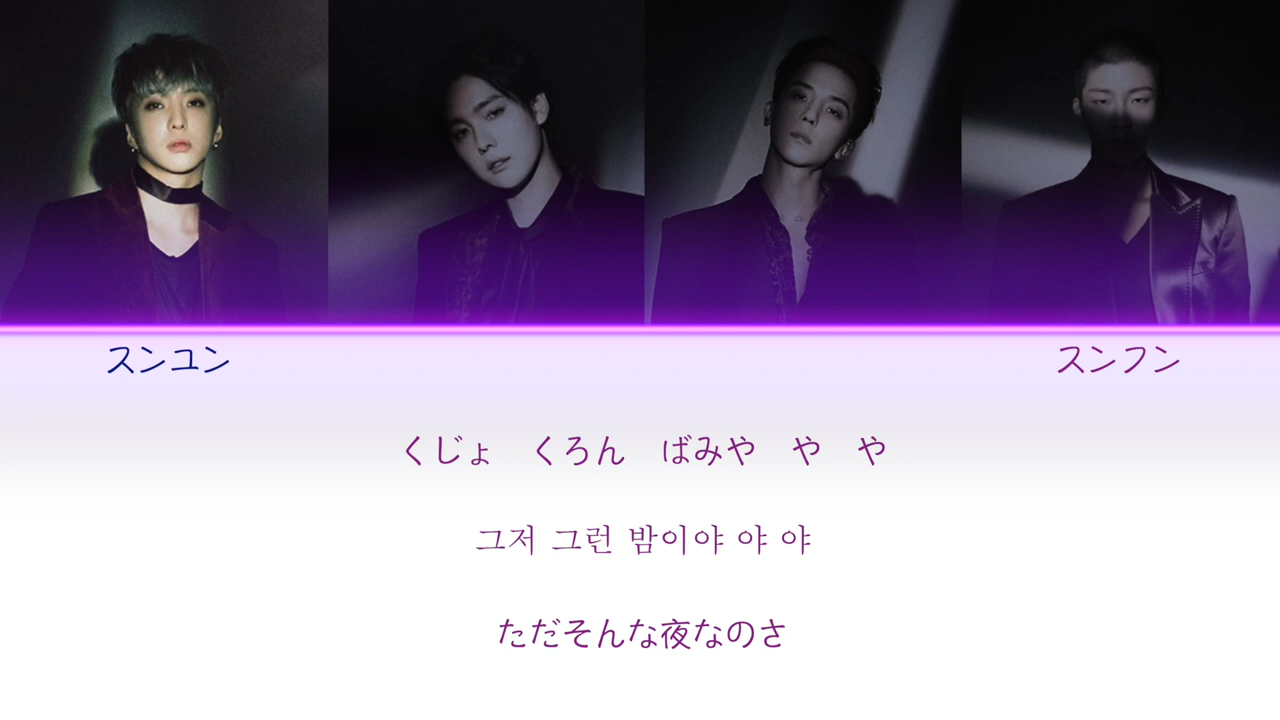 スンユン
スンフン
くじょ　くろん　ばみや　や　や
그저 그런 밤이야 야 야
ただそんな夜なのさ